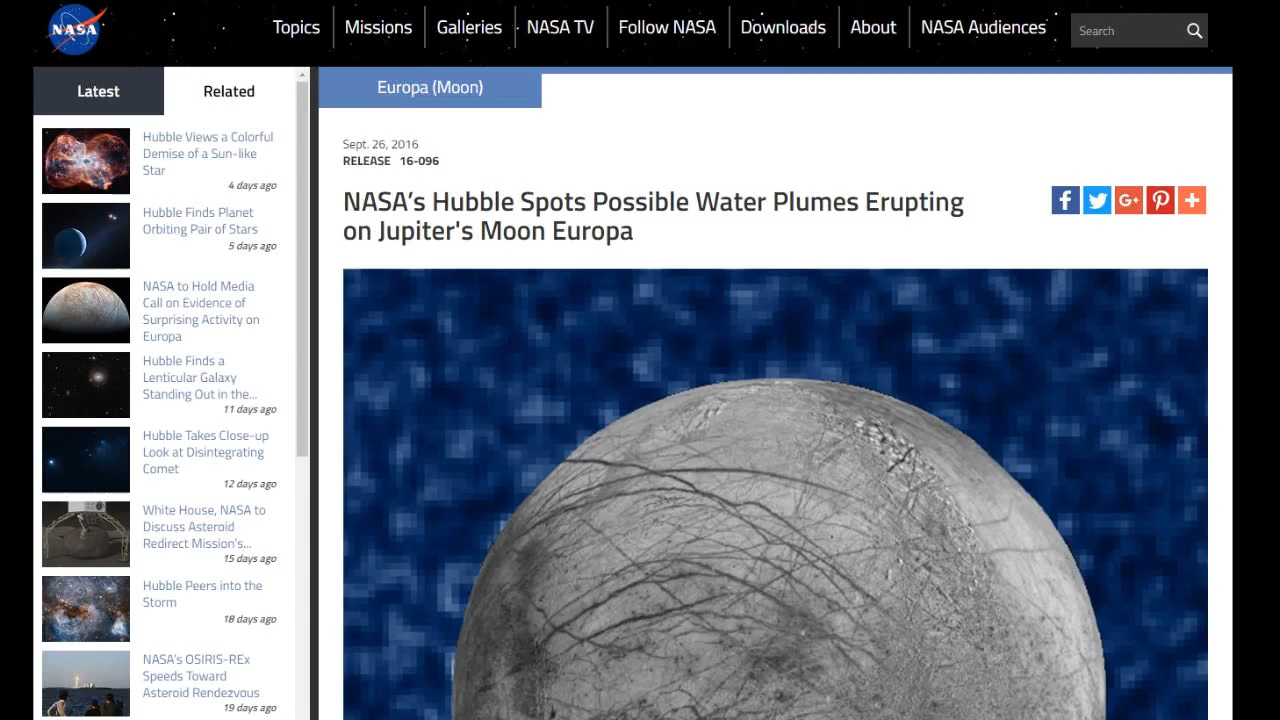 NASA
Topics
Missions
Galleries
NASA TV
Follow NASA
Downloads
About
NASA Audiences
Search
Latest
Related
Hubble Views a Colorful
Demise of a Sun-like
Star
4 days ago
Hubble Finds Planet
Orbiting Pair of Stars
5 days ago
NASA to Hold Media
Call on Evidence of
Surprising Activity on
Europa
Hubble Finds a
Lenticular Galaxy
Standing Out in the...
11 days ago
Hubble Takes Close-up
Look at Disintegrating
Comet
12 days ago
White House, NASA to
Discuss Asteroid
Redirect Mission's...
15 days ago
Hubble Peers into the
Storm
18 days ago
NASA's OSIRIS-REx
Speeds Toward
Asteroid Rendezvous
19 days ago
Europa (Moon)
Sept. 26, 2016
RELEASE 16-096
NASA’s Hubble Spots Possible Water Plumes Erupting
on Jupiter's Moon Europa
f
G+